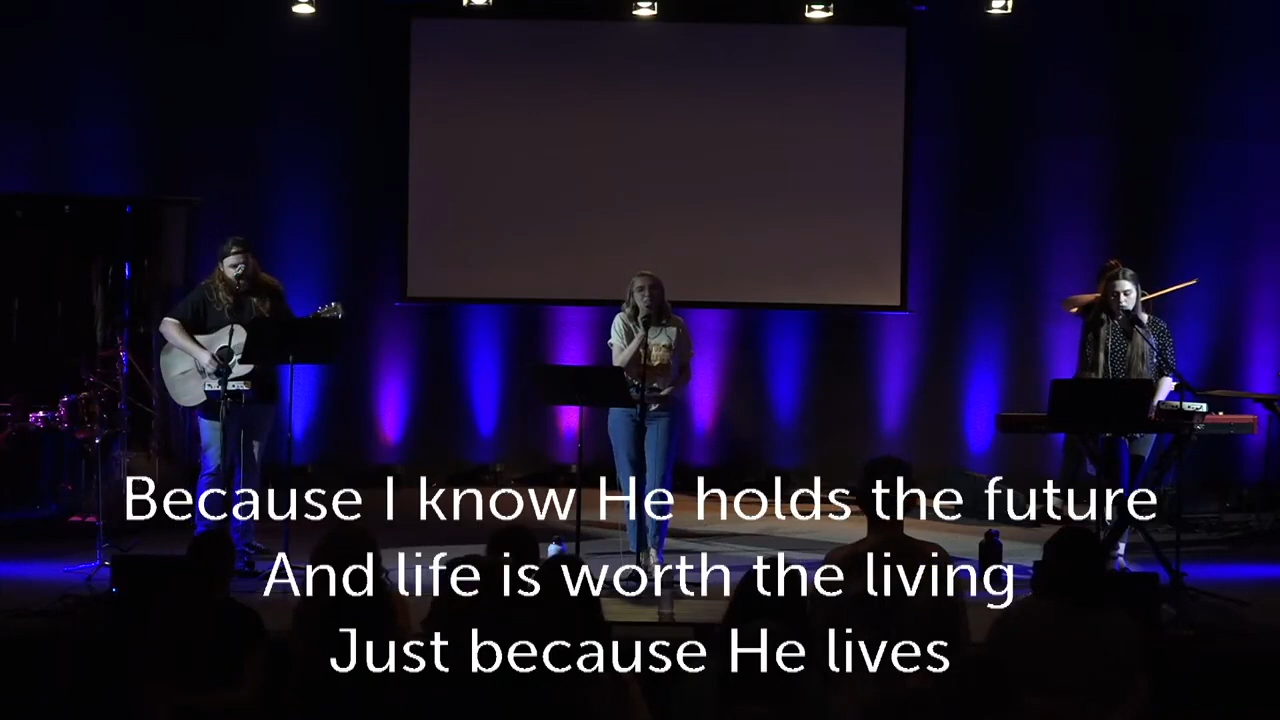 Because I know He holds the future
And life is worth the living
Just because He lives